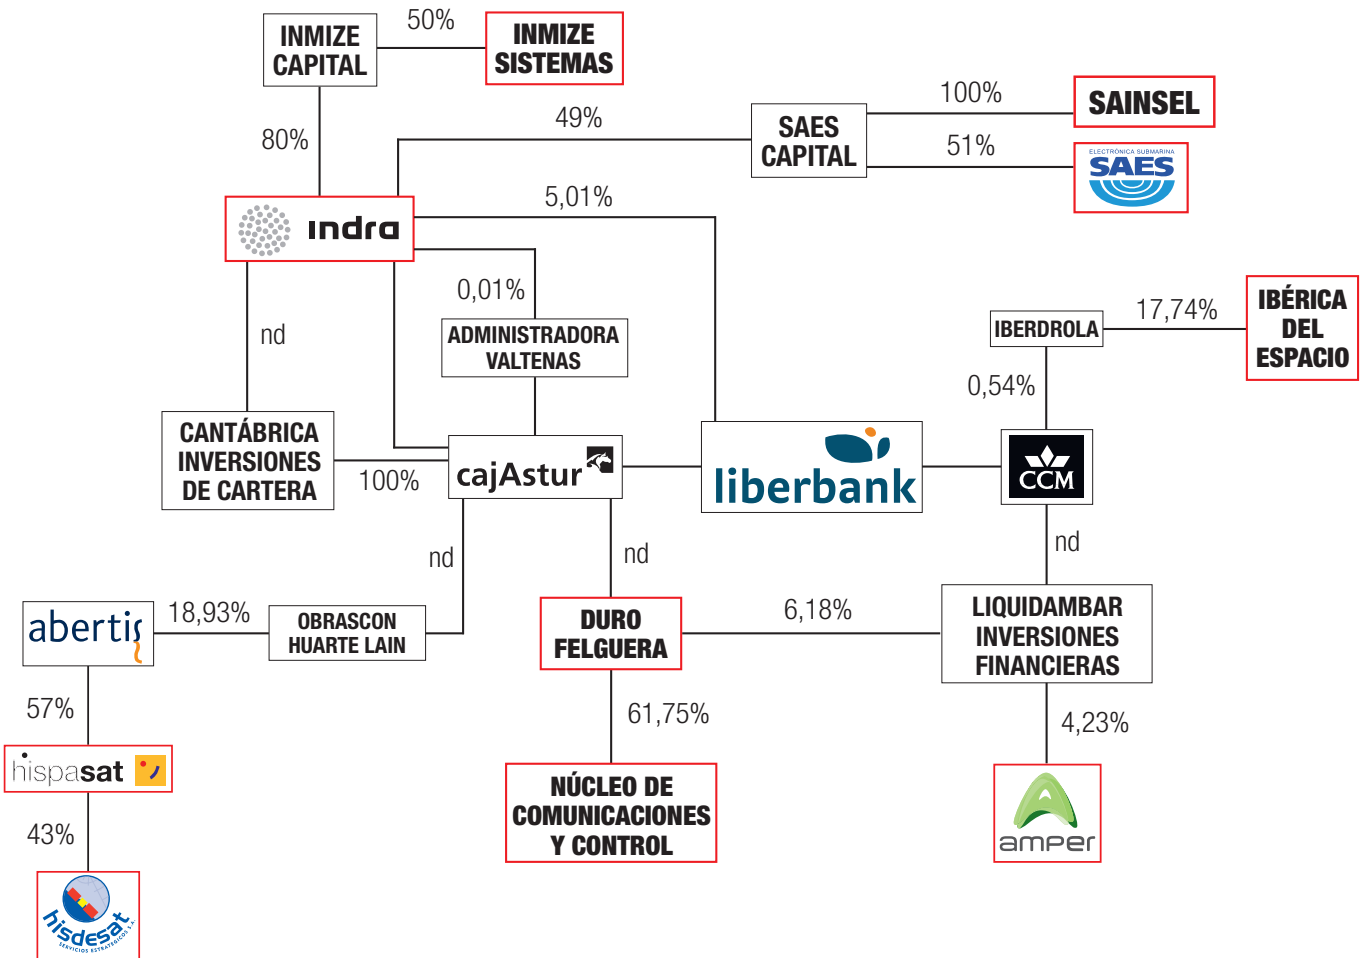 INMIZE
CAPITAL
50%
INMIZE
SISTEMAS
80%
49%
SAES
CAPITAL
100%
SAINSEL
51%
ELECTRÓNICA SUBMARINA
SAES
indra
5,01%
0,01%
ADMINISTRADORA
VALTENAS
nd
IBERDROLA
17,74%
IBÉRICA
DEL
ESPACIO
0,54%
CANTÁBRICA
INVERSIONES
DE CARTERA
100%
cajAstur
liberbank
CCM
nd
nd
nd
abertis
18,93%
OBRASCON
HUARTE LAIN
DURO
FELGUERA
6,18%
LIQUIDAMBAR
INVERSIONES
FINANCIERAS
57%
61,75%
4,23%
hispasat
NÚCLEO DE
COMUNICACIONES
Y CONTROL
amper
43%
hisdesat
SERVICIOS ESTRATEGICOS S.A.